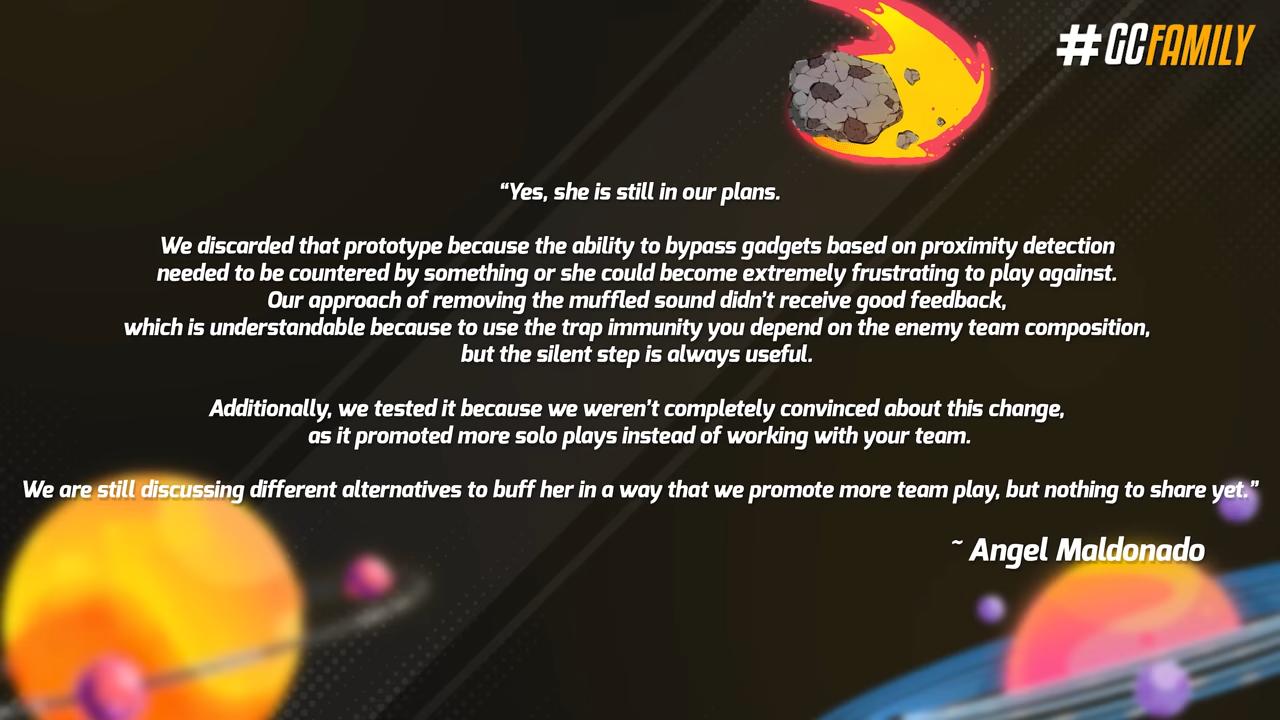 #GCFAMILY
“Yes, she is still in our plans.
We discarded that prototype because the ability to bypass gadgets based on proximity detection
needed to be countered by something or she could become extremely frustrating to play against.
Our approach of removing the muffled sound didn’t receive good feedback,
which is understandable because to use the trap immunity you depend on the enemy team composition,
but the silent step is always useful.
Additionally, we tested it because we weren’t completely convinced about this change,
as it promoted more solo plays instead of working with your team.
We are still discussing different alternatives to buff her in a way that we promote more team play, but nothing to share yet.”
~ Angel Maldonado